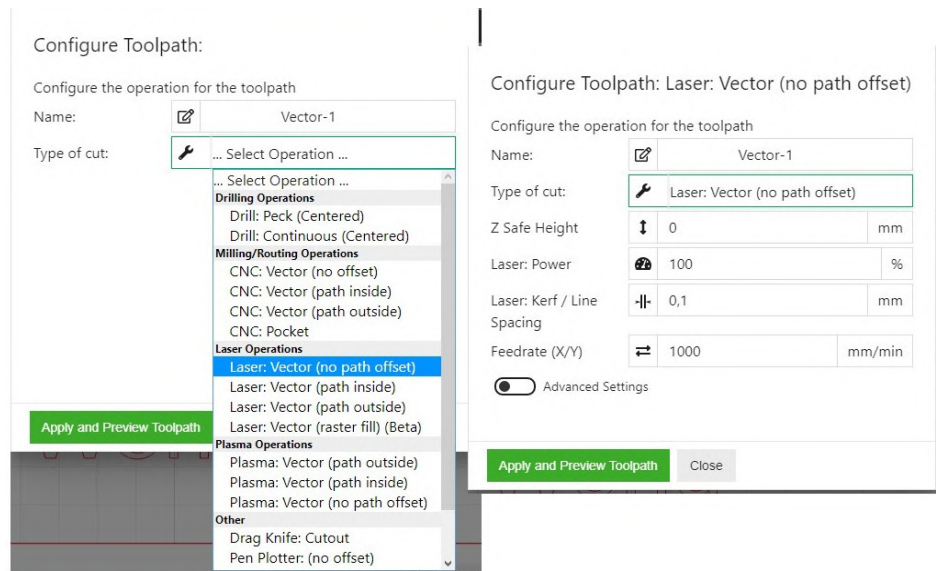 Configure Toolpath:
Configure the operation for the toolpath
Name: Vector-1
Type of cut: ... Select Operation ...
... Select Operation ...
Drilling Operations
Drill: Peck (Centered)
Drill: Continuous (Centered)
Milling/Routing Operations
CNC: Vector (no offset)
CNC: Vector (path inside)
CNC: Vector (path outside)
CNC: Pocket
Laser Operations
Laser: Vector (no path offset)
Laser: Vector (path inside)
Laser: Vector (path outside)
Laser: Vector (raster fill) (Beta)
Plasma Operations
Plasma: Vector (path outside)
Plasma: Vector (path inside)
Plasma: Vector (no path offset)
Other
Drag Knife: Cutout
Pen Plotter: (no offset)
Apply and Preview Toolpath
Configure Toolpath: Laser: Vector (no path offset)
Configure the operation for the toolpath
Name: Vector-1
Type of cut: Laser: Vector (no path offset)
Z Safe Height 0 mm
Laser: Power 100 %
Laser: Kerf / Line
Spacing 0,1 mm
Feedrate (X/Y) 1000 mm/min
Advanced Settings
Apply and Preview Toolpath Close